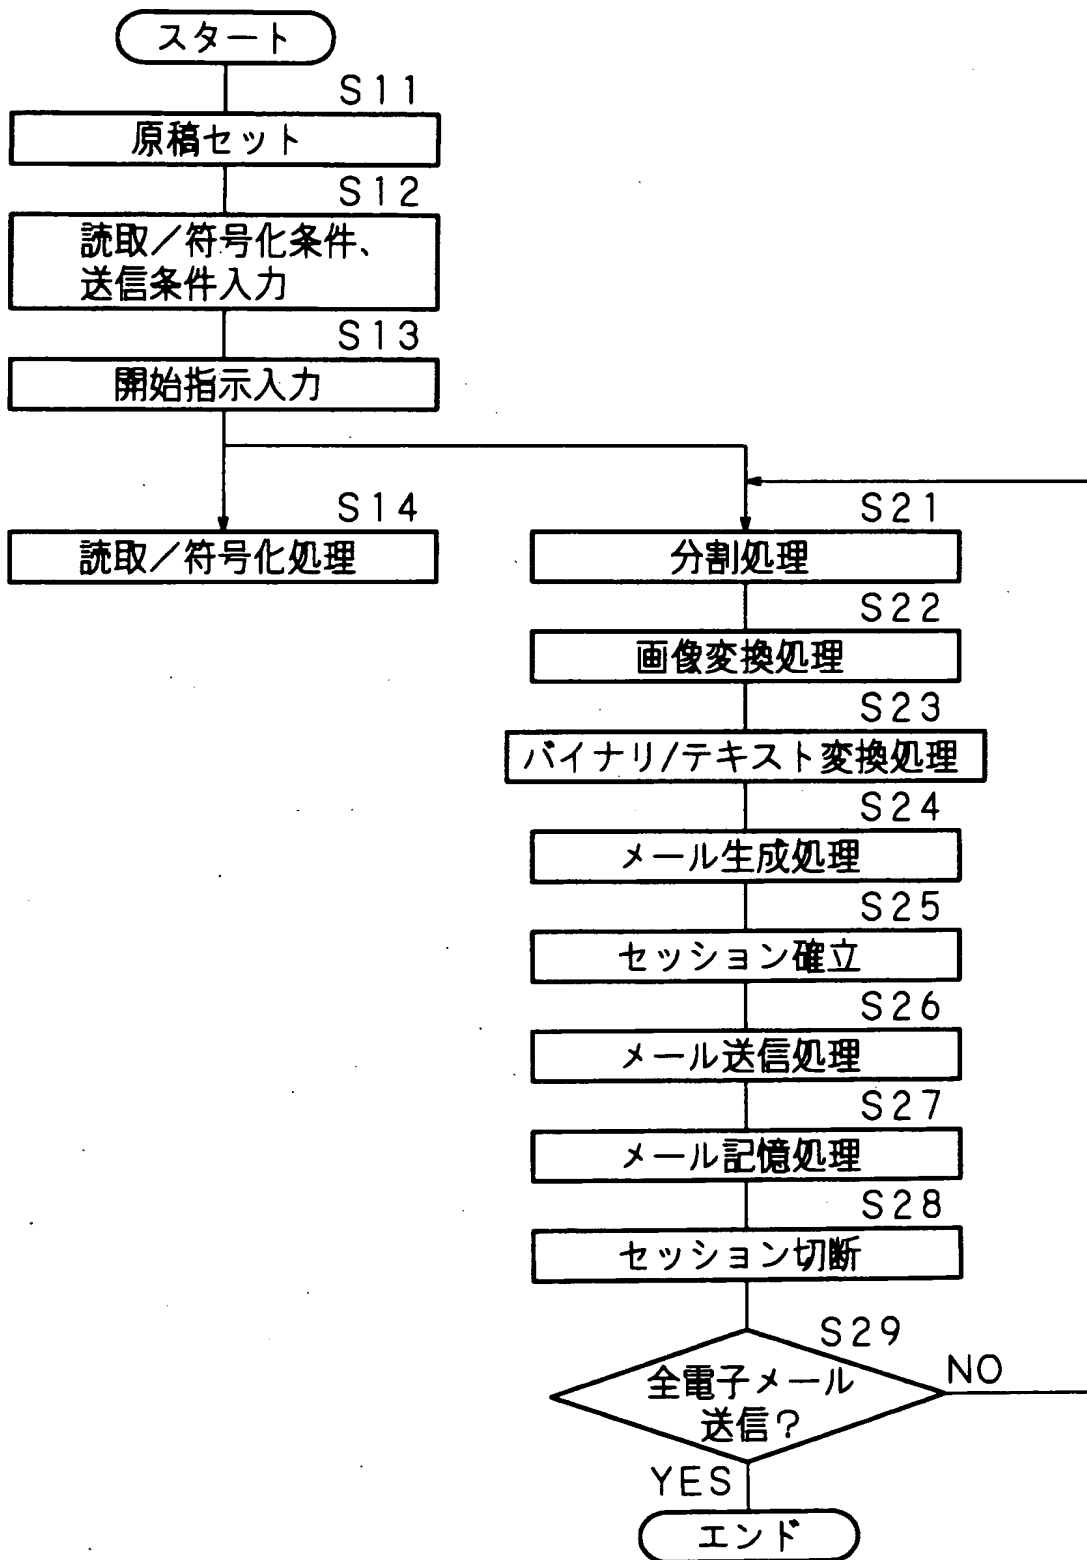 スタート
S11
原稿セット
S12
読取／符号化条件、
送信条件入力
S13
開始指示入力
S14
読取／符号化処理
S21
分割処理
S22
画像変換処理
S23
バイナリ/テキスト変換処理
S24
メール生成処理
S25
セッション確立
S26
メール送信処理
S27
メール記憶処理
S28
セッション切断
S29
全電子メール
送信？
NO
YES
エンド